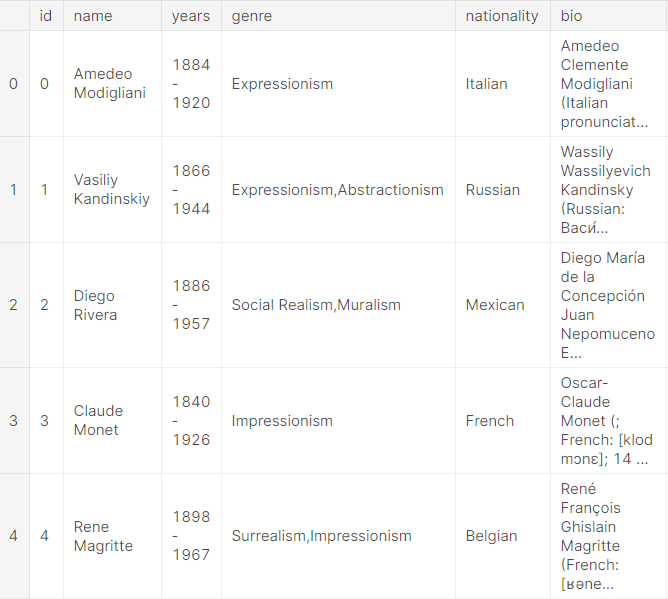 id name years genre nationality bio
0 0 Amedeo Modigliani 1884 - 1920 Expressionism Italian Amedeo Clemente Modigliani (Italian pronunciat...
1 1 Vasiliy Kandinskiy 1866 - 1944 Expressionism,Abstractionism Russian Wassily Wassilyevich Kandinsky (Russian: Васи́...
2 2 Diego Rivera 1886 - 1957 Social Realism,Muralism Mexican Diego María de la Concepción Juan Nepomuceno E...
3 3 Claude Monet 1840 - 1926 Impressionism French Oscar-Claude Monet (; French: [klod mɔnɛ]; 14 ...
4 4 Rene Magritte 1898 - 1967 Surrealism,Impressionism Belgian René François Ghislain Magritte (French: [ʁəne...